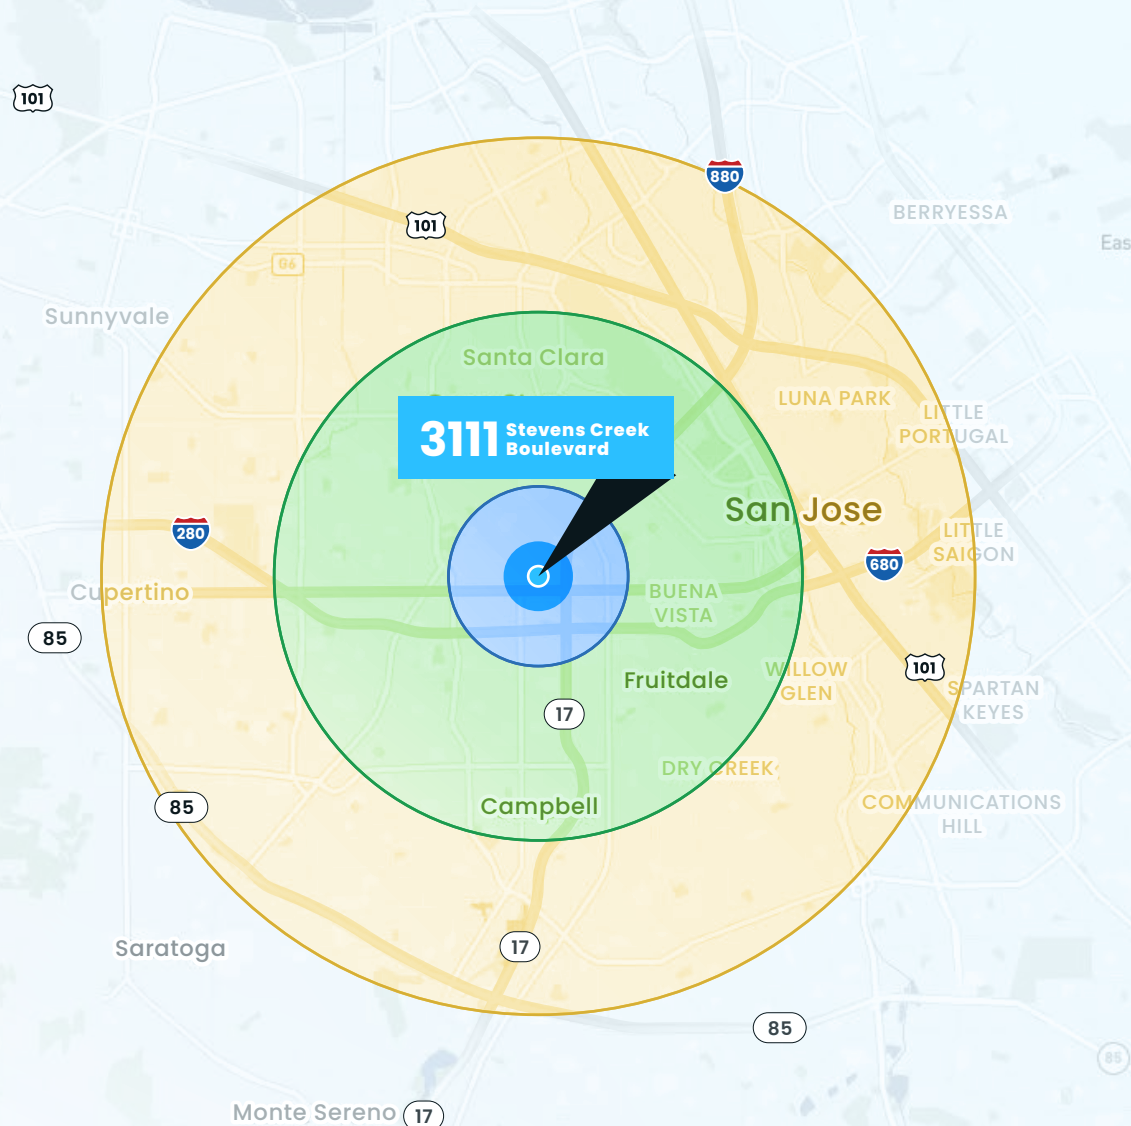 101
880
BERRYESSA
101
Eas
G6
Sunnyvale
Santa Clara
LUNA PARK
LITTLE
PORTUGAL
3111 Stevens Creek
Boulevard
San Jose
280
LITTLE
SAIGON
680
Cupertino
BUENA
VISTA
85
WILLOW
GLEN
101
Fruitdale
SPARTAN
KEYES
17
DRY CREEK
85
Campbell
COMMUNICATIONS
HILL
Saratoga
17
85
85
Monte Sereno
17